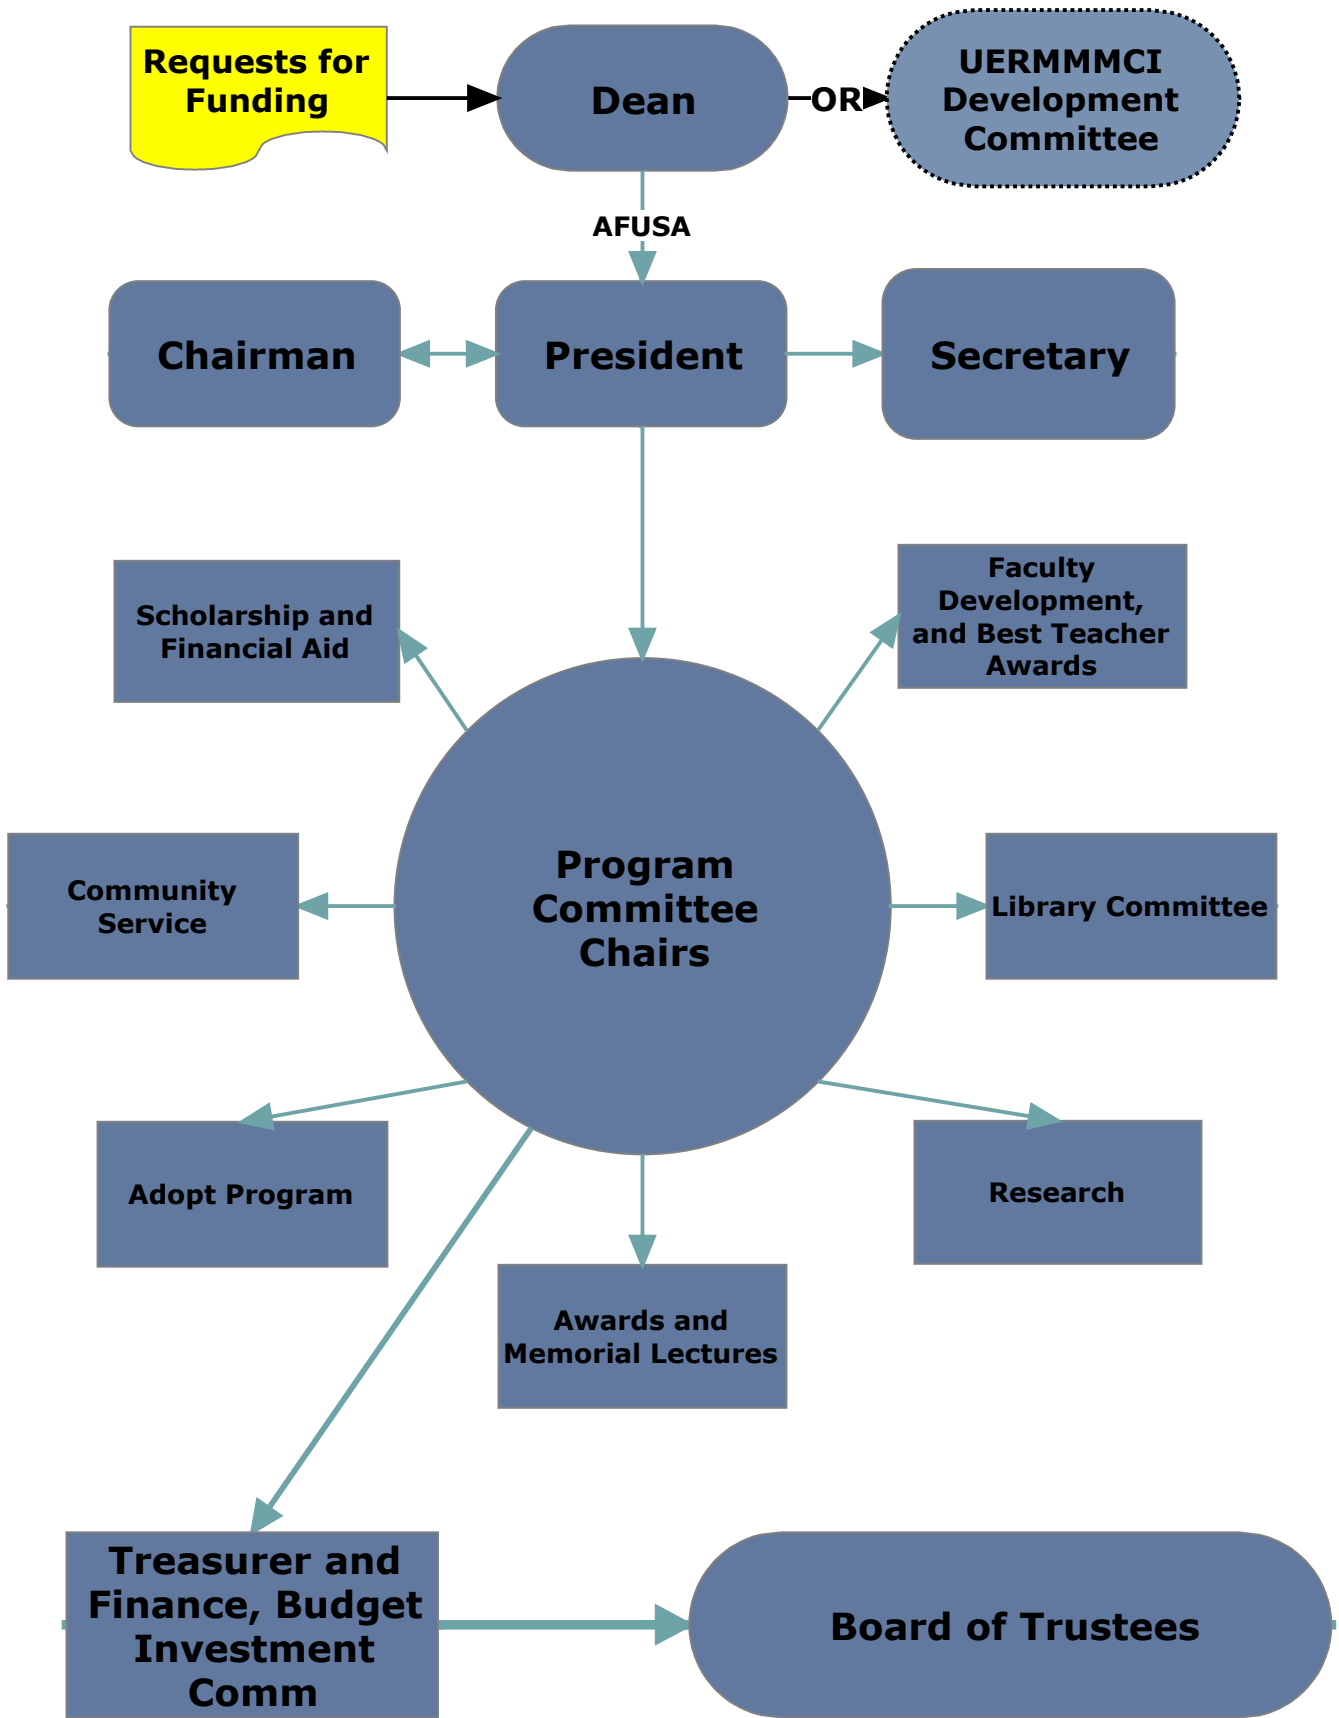 Requests for
Funding
Dean
OR
UERMMMCI
Development
Committee
AFUSA
Chairman
President
Secretary
Scholarship and
Financial Aid
Faculty
Development,
and Best Teacher
Awards
Program
Committee
Chairs
Community
Service
Library Committee
Adopt Program
Research
Awards and
Memorial Lectures
Treasurer and
Finance, Budget
Investment
Comm
Board of Trustees